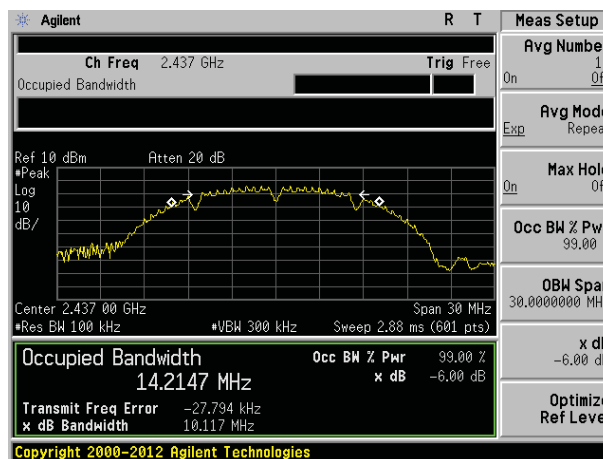 Agilent R T Meas Setup
Ch Freq 2.437 GHz Trig Free
Occupied Bandwidth
Ref 10 dBm Atten 20 dB
#Peak
Log
10
dB/
Center 2.437 00 GHz Span 30 MHz
#Res BW 100 kHz #VBW 300 kHz Sweep 2.88 ms (601 pts)
Occupied Bandwidth Occ BW % Pwr 99.00 %
14.2147 MHz x dB -6.00 dB
Transmit Freq Error -27.794 kHz
x dB Bandwidth 10.117 MHz
Copyright 2000-2012 Agilent Technologies
Avg Numbe
1
On Of
Avg Mod
Exp Repea
Max Hol
On Of
Occ BW % Pw
99.00
OBW Spa
30.0000000 MH
x d
-6.00 d
Optimiz
Ref Leve